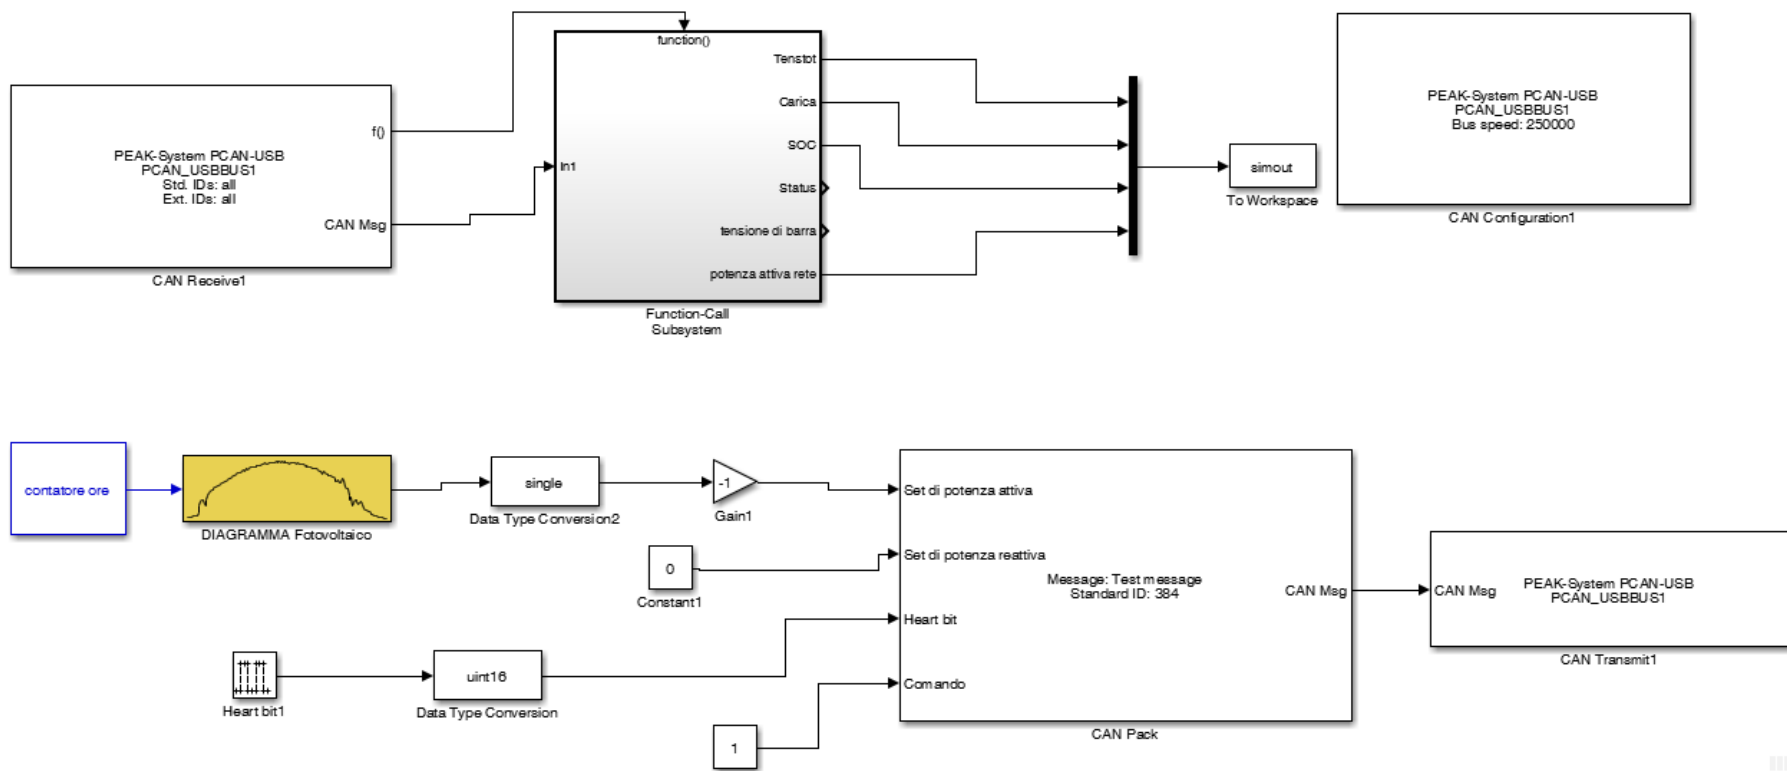 function()
Tenstot
Carica
SOC
Status
tensione di barra
potenza attiva rete
In1
Function-Call
Subsystem
f()
PEAK-System PCAN-USB
PCAN_USBBUS1
Std. IDs: all
Ext. IDs: all
CAN Msg
CAN Receive1
simout
To Workspace
PEAK-System PCAN-USB
PCAN_USBBUS1
Bus speed: 250000
CAN Configuration1
contatore ore
DIAGRAMMA Fotovoltaico
single
Data Type Conversion2
-1
Gain1
0
Constant1
Heart bit1
uint16
Data Type Conversion
1
Set di potenza attiva
Set di potenza reattiva
Heart bit
Comando
Message: Test message
Standard ID: 384
CAN Msg
CAN Pack
CAN Msg
PEAK-System PCAN-USB
PCAN_USBBUS1
CAN Transmit1